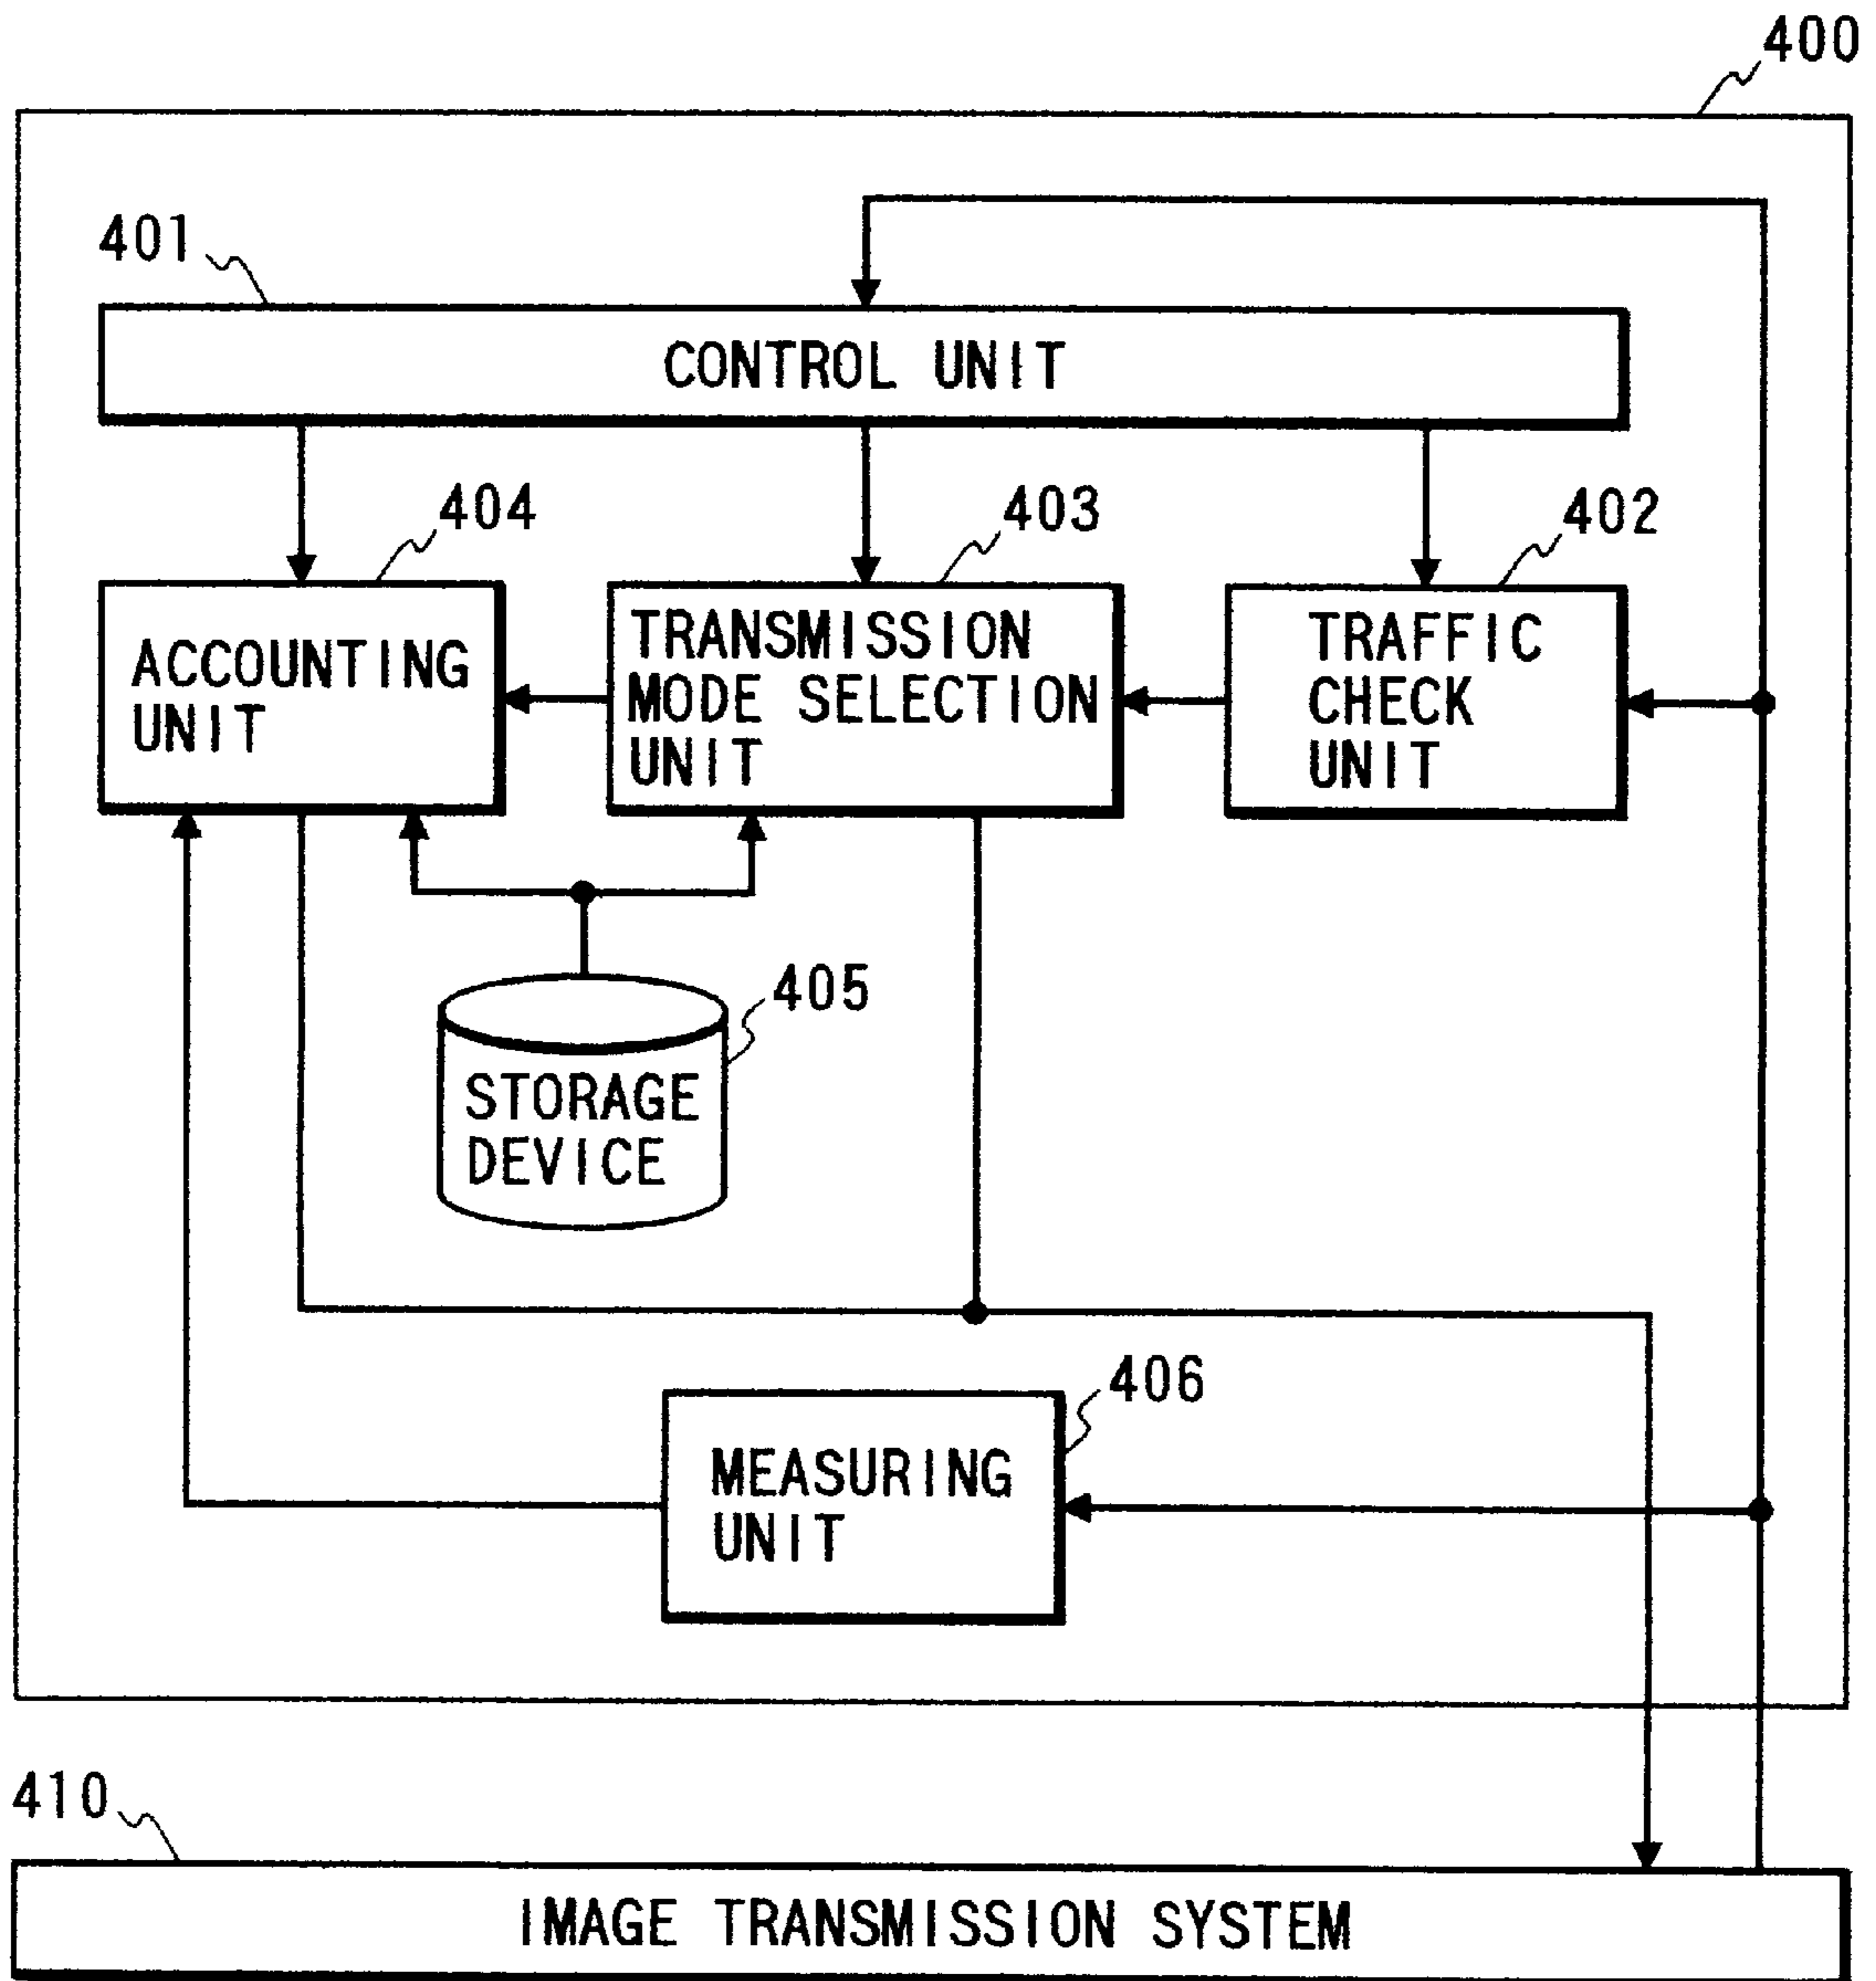 400
401
CONTROL UNIT
404
403
402
ACCOUNTING
UNIT
TRANSMISSION
MODE SELECTION
UNIT
TRAFFIC
CHECK
UNIT
405
STORAGE
DEVICE
406
MEASURING
UNIT
410
IMAGE TRANSMISSION SYSTEM